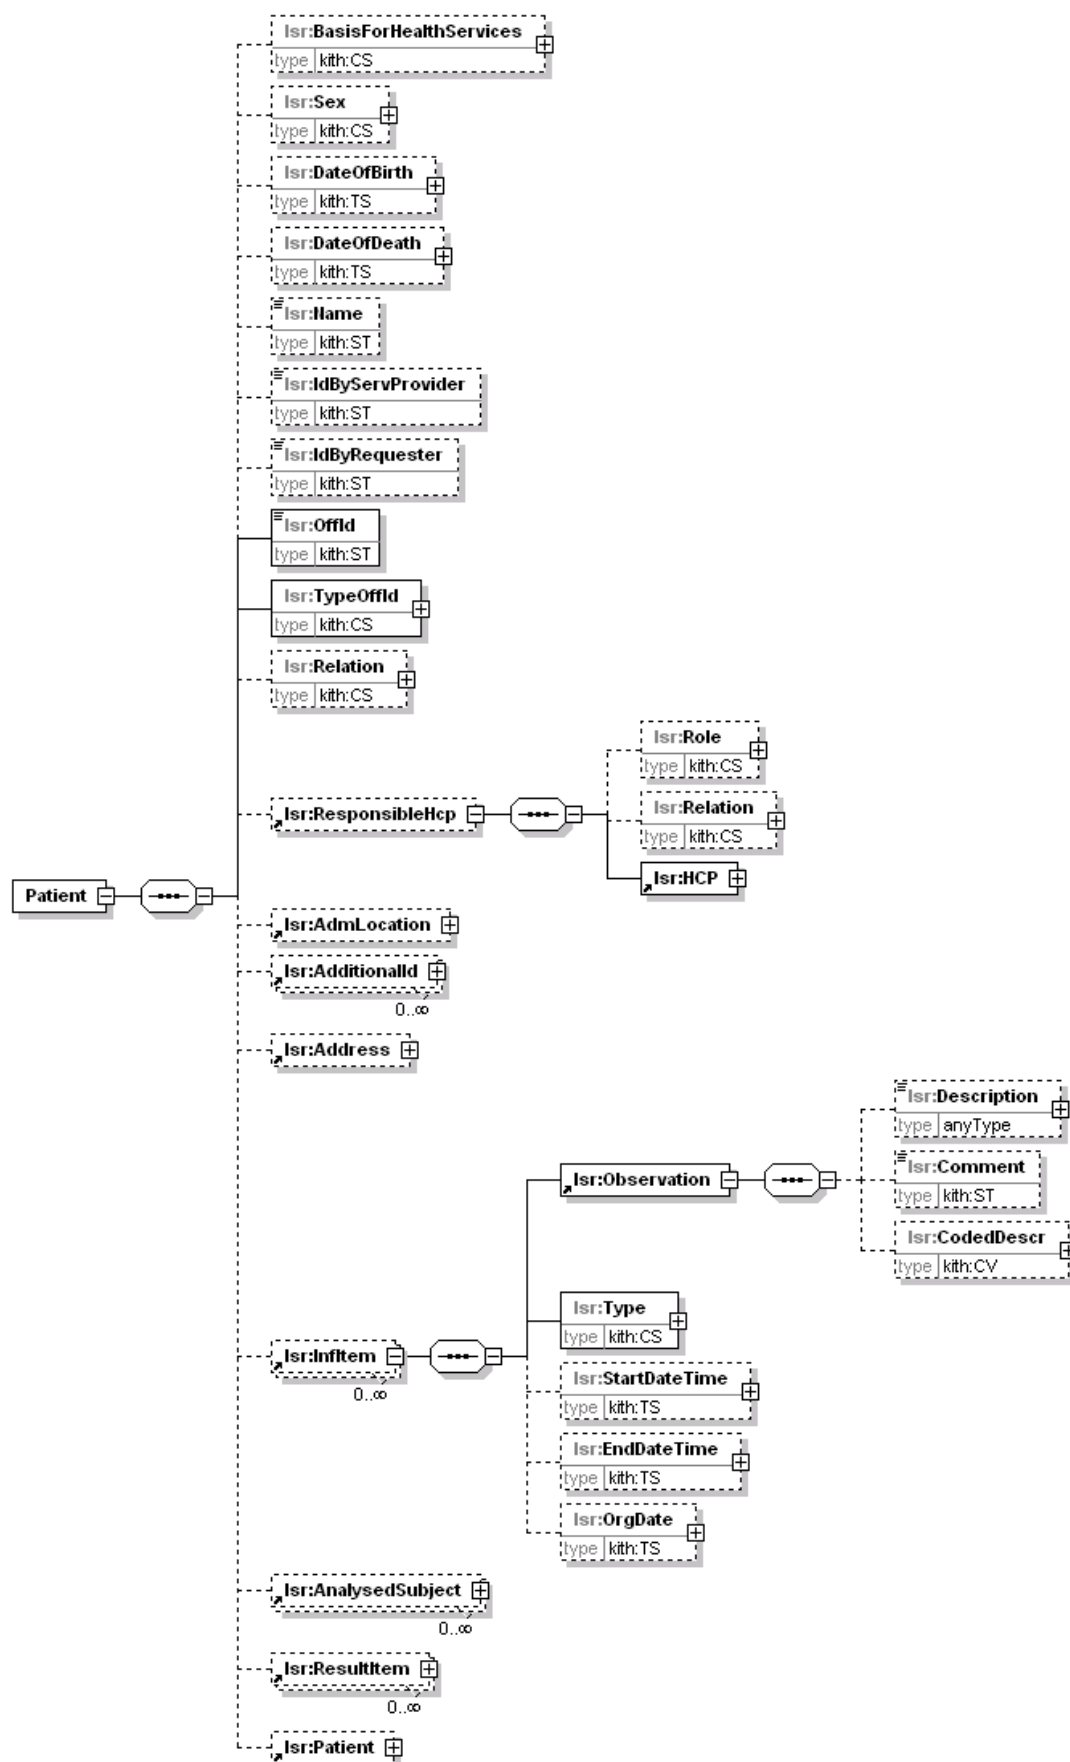 lsr:BasisForHealthServices
type kith:CS
lsr:Sex
type kith:CS
lsr:DateOfBirth
type kith:TS
lsr:DateOfDeath
type kith:TS
lsr:Name
type kith:ST
lsr:IdByServProvider
type kith:ST
lsr:IdByRequester
type kith:ST
lsr:OffId
type kith:ST
lsr:TypeOffId
type kith:CS
lsr:Relation
type kith:CS
lsr:Role
type kith:CS
lsr:ResponsibleHcp
lsr:Relation
type kith:CS
lsr:HCP
Patient
lsr:AdmLocation
lsr:AdditionalId
0..∞
lsr:Address
lsr:Description
type anyType
lsr:Observation
lsr:Comment
type kith:ST
lsr:CodedDescr
type kith:CV
lsr:Type
type kith:CS
lsr:InfItem
0..∞
lsr:StartDateTime
type kith:TS
lsr:EndDateTime
type kith:TS
lsr:OrgDate
type kith:TS
lsr:AnalysedSubject
0..∞
lsr:ResultItem
0..∞
lsr:Patient